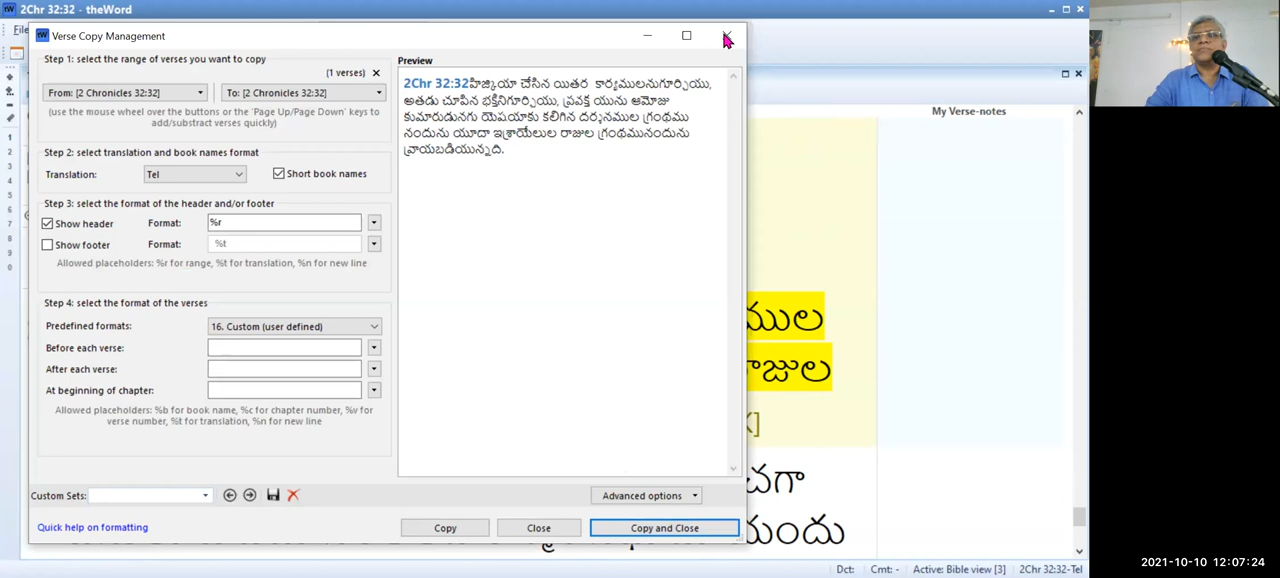 2Chr 32:32 - theWord
File
Verse Copy Management
Step 1: select the range of verses you want to copy
(1 verses)
From: [2 Chronicles 32:32]
To: [2 Chronicles 32:32]
(use the mouse wheel over the buttons or the 'Page Up/Page Down' keys to
add/substract verses quickly)
Step 2: select translation and book names format
Translation: Tel
Short book names
Step 3: select the format of the header and/or footer
Show header Format: %r
Show footer Format: %t
Allowed placeholders: %r for range, %t for translation, %n for new line
Step 4: select the format of the verses
Predefined formats: 16. Custom (user defined)
Before each verse:
After each verse:
At beginning of chapter:
Allowed placeholders: %b for book name, %c for chapter number, %v for
verse number, %t for translation, %n for new line
Custom Sets:
Quick help on formatting
Preview
2Chr 32:32హిజ్కియా చేసిన యితర కార్యములనుగూర్చియు,
అతడు చూపిన భక్తినిగూర్చియు, ప్రవక్త యును ఆమోజు
కుమారుడునగు యెషయాకు కలిగిన దర్శనముల గ్రంథము
నందును యూదా ఇశ్రాయేలుల రాజుల గ్రంథమునందును
వ్రాయబడియున్నది.
Advanced options
Copy
Close
Copy and Close
My Verse-notes
ముల
రాజుల
]
చగా
నుందు
Dct: Cmt: - Active: Bible view [3] 2Chr 32:32-Tel
2021-10-10 12:07:24